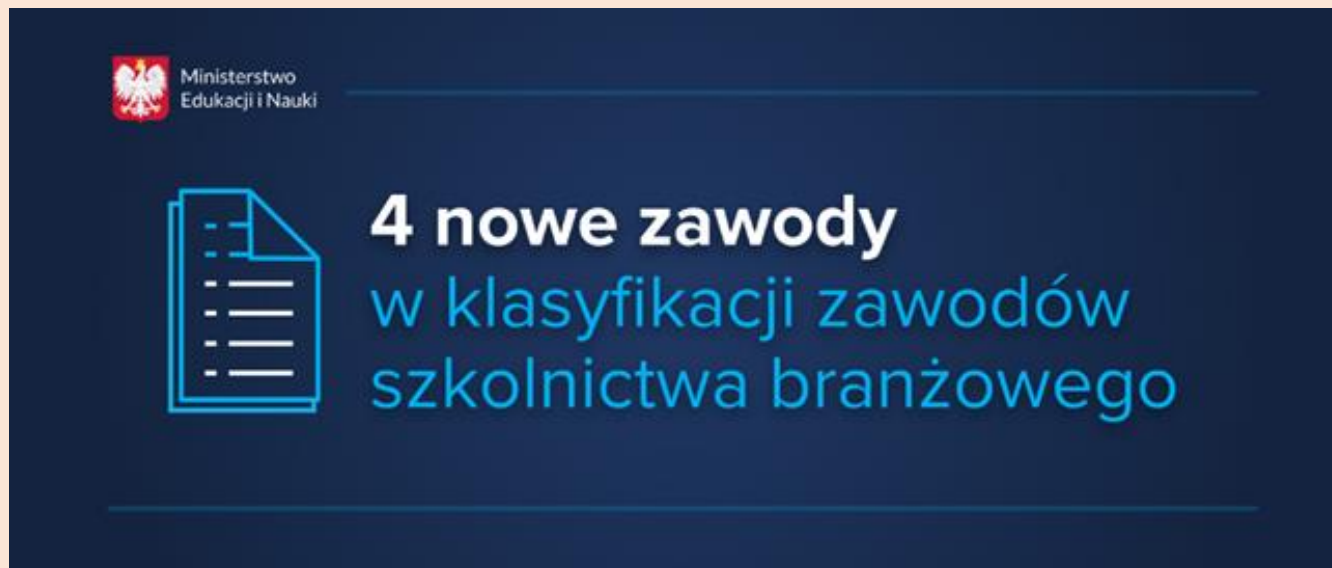 Ministerstwo
Edukacji i Nauki
4 nowe zawody
w klasyfikacji zawodów
szkolnictwa branżowego